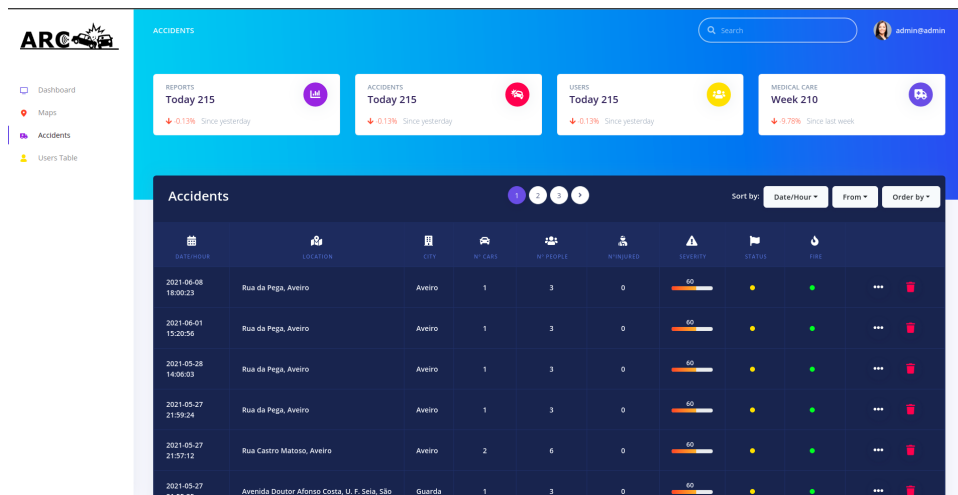 ARC
ACCIDENTS
Search
admin@admin
Dashboard
Maps
Accidents
Users Table
REPORTS
Today 215
-0.13% Since yesterday
ACCIDENTS
Today 215
-0.13% Since yesterday
USERS
Today 215
-0.13% Since yesterday
MEDICAL CARE
Week 210
-9.78% Since last week
Accidents
1 2 3 >
Sort by: Date/Hour From Order by
DATE/HOUR LOCATION CITY Nº CARS Nº PEOPLE NºINJURED SEVERITY STATUS FIRE
2021-06-08
18:00:23 Rua da Pega, Aveiro Aveiro 1 3 0 60
2021-06-01
15:20:56 Rua da Pega, Aveiro Aveiro 1 3 0 60
2021-05-28
14:06:03 Rua da Pega, Aveiro Aveiro 1 3 0 60
2021-05-27
21:59:24 Rua da Pega, Aveiro Aveiro 1 3 0 60
2021-05-27
21:57:12 Rua Castro Matoso, Aveiro Aveiro 2 6 0 60
2021-05-27
Avenida Doutor Afonso Costa, U. F. Seia, São Guarda 1 3 0 60